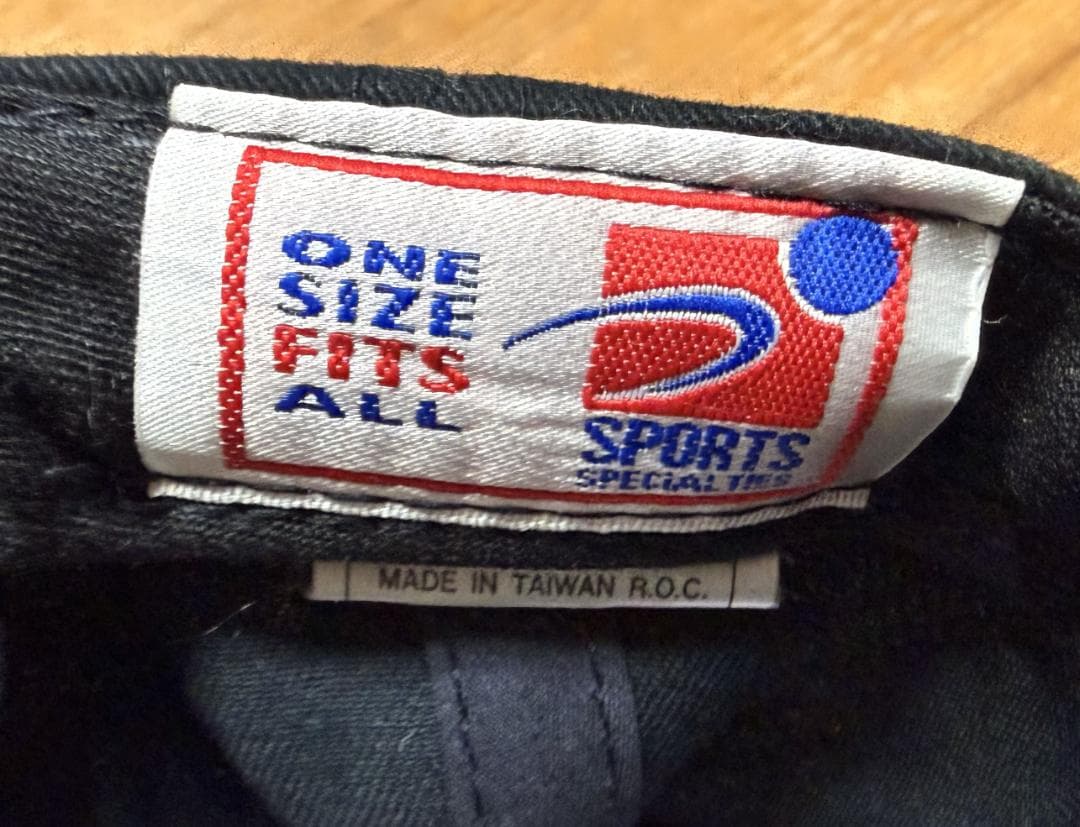 ONE
SIZE
FITS
ALL
SPORTS
SPECIALTIES
MADE IN TAIWAN R.O.C.